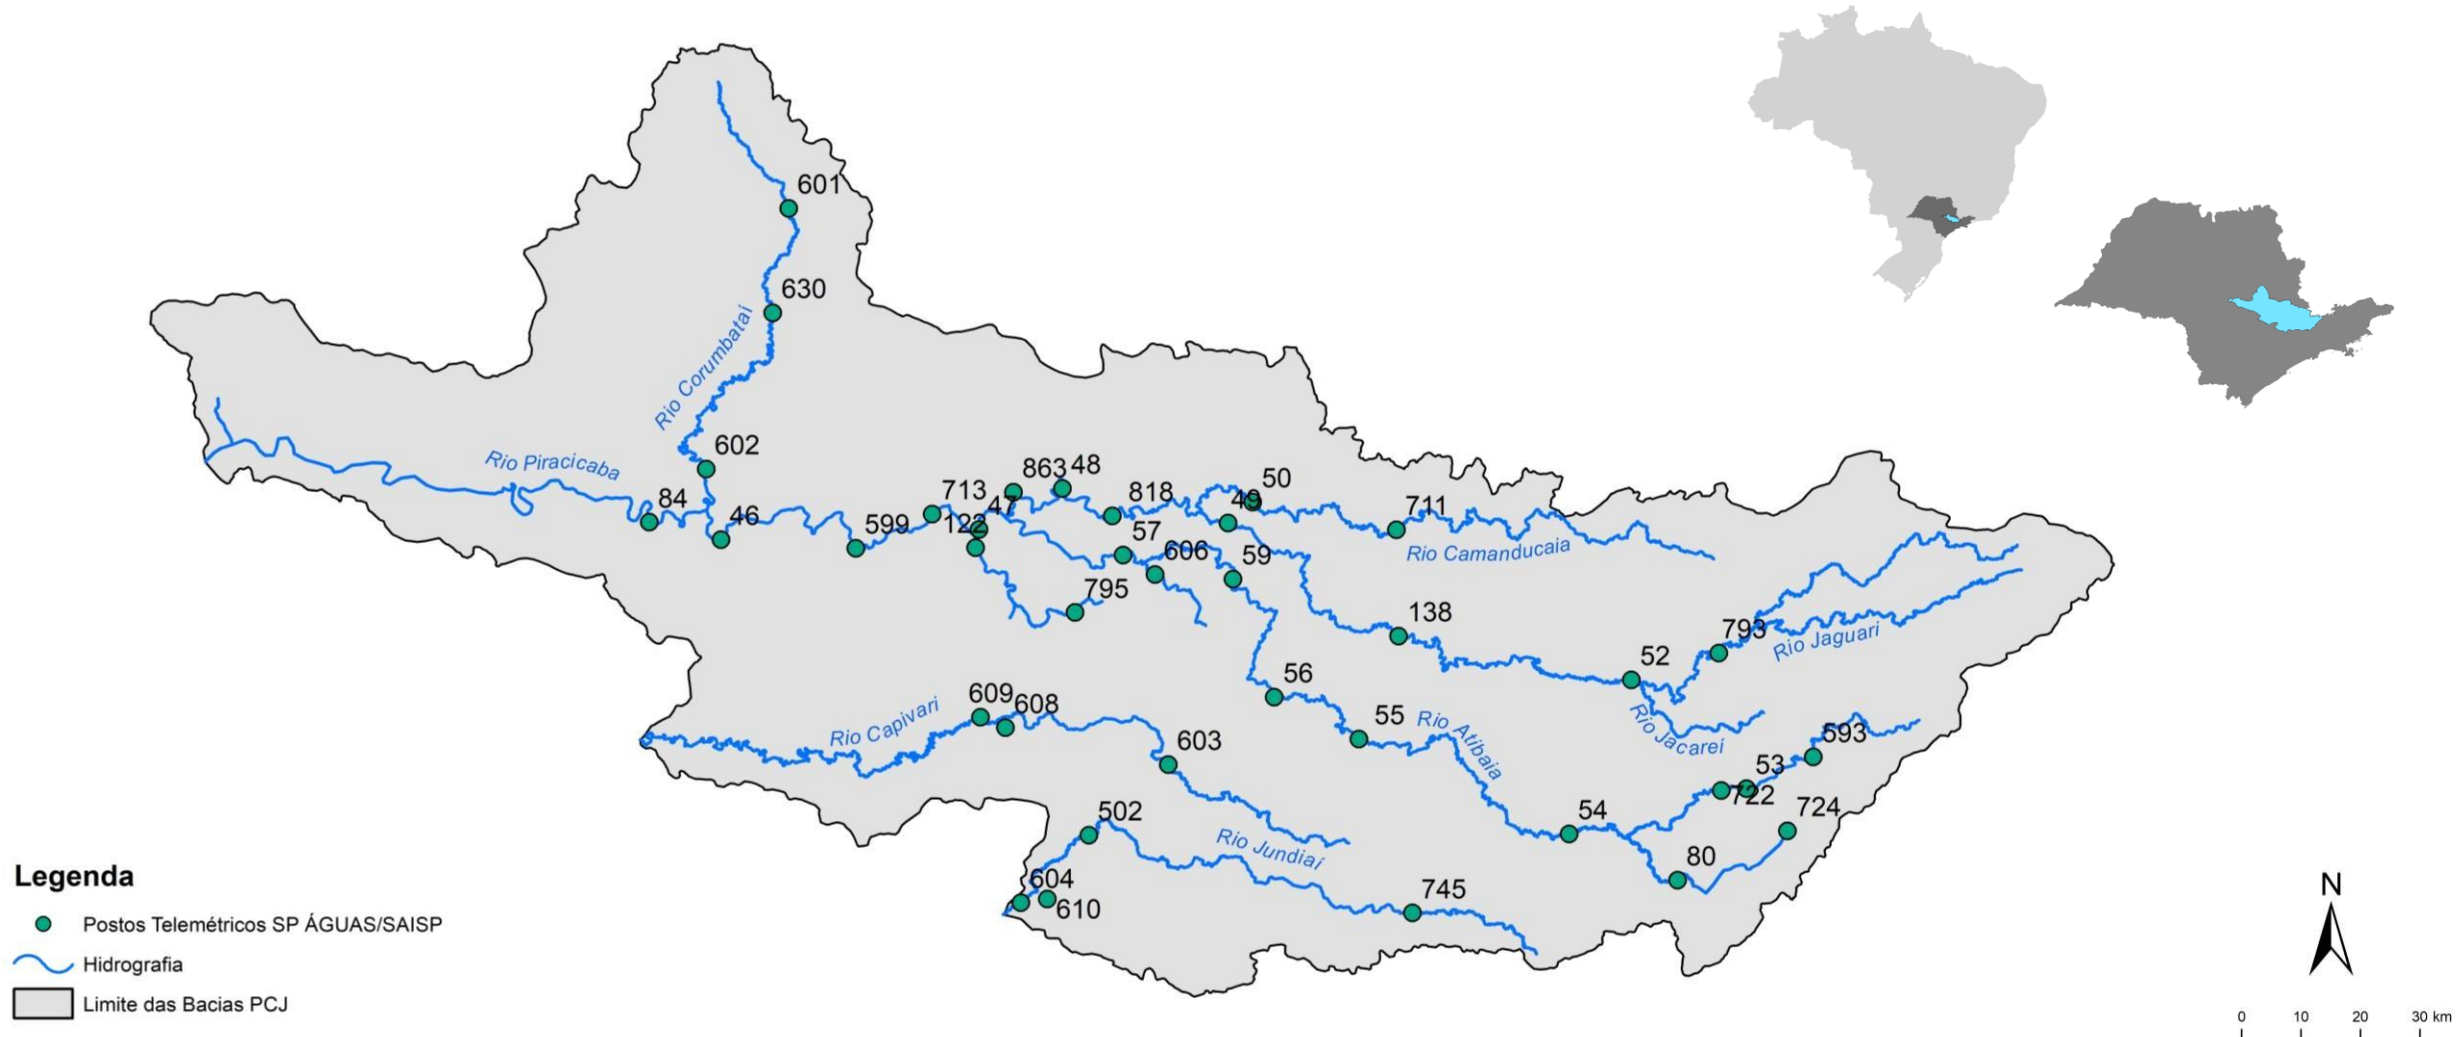 601
630
Rio Corumbataí
602
Rio Piracicaba
84
46
599
713
122
47
863
48
818
57
606
795
49
50
59
711
Rio Camanducaia
138
52
793
Rio Jaguari
Rio Jacareí
56
55
Rio Atibaia
593
53
722
724
54
80
609
608
Rio Capivari
603
502
Rio Jundiaí
604
610
745
Legenda
Postos Telemétricos SP ÁGUAS/SAISP
Hidrografia
Limite das Bacias PCJ
N
0 10 20 30 km